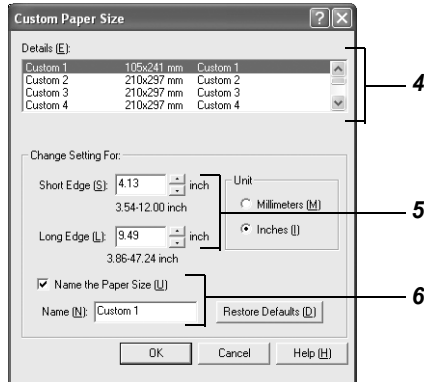 Custom Paper Size
Details (E):
Custom 1 105x241 mm Custom 1
Custom 2 210x297 mm Custom 2
Custom 3 210x297 mm Custom 3
Custom 4 210x297 mm Custom 4
4
Change Setting For:
Short Edge (S): 4.13 inch
3.54-12.00 inch
Long Edge (L): 9.49 inch
3.86-47.24 inch
Unit
Millimeters (M)
Inches (I)
5
Name the Paper Size (U)
Name (N): Custom 1
Restore Defaults (D)
6
OK Cancel Help (H)